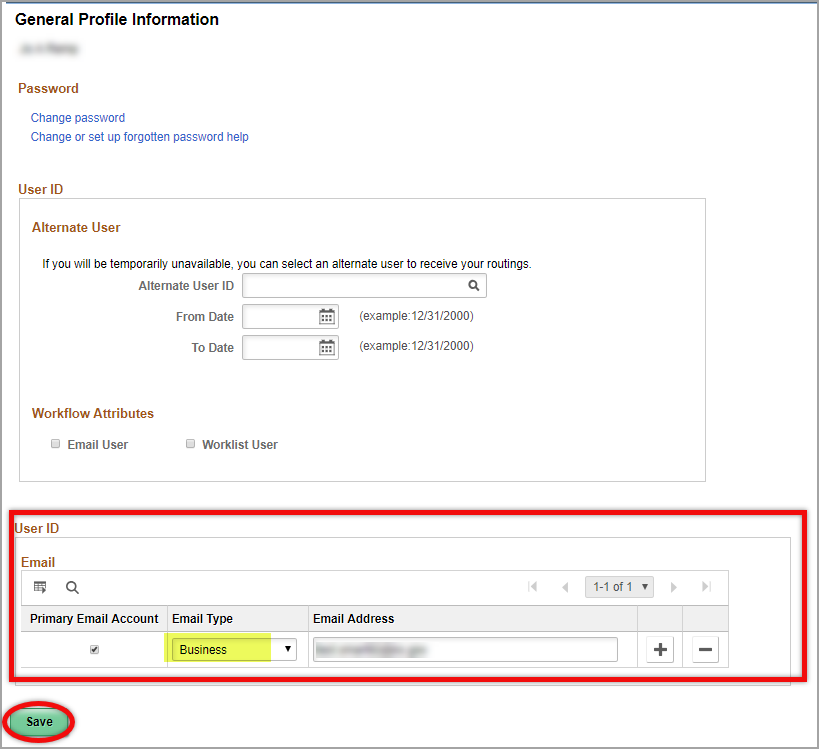 General Profile Information
Password
Change password
Change or set up forgotten password help
User ID
Alternate User
If you will be temporarily unavailable, you can select an alternate user to receive your routings.
Alternate User ID
From Date (example:12/31/2000)
To Date (example:12/31/2000)
Workflow Attributes
Email User Worklist User
User ID
Email
1-1 of 1
Primary Email Account Email Type Email Address
Business
Save